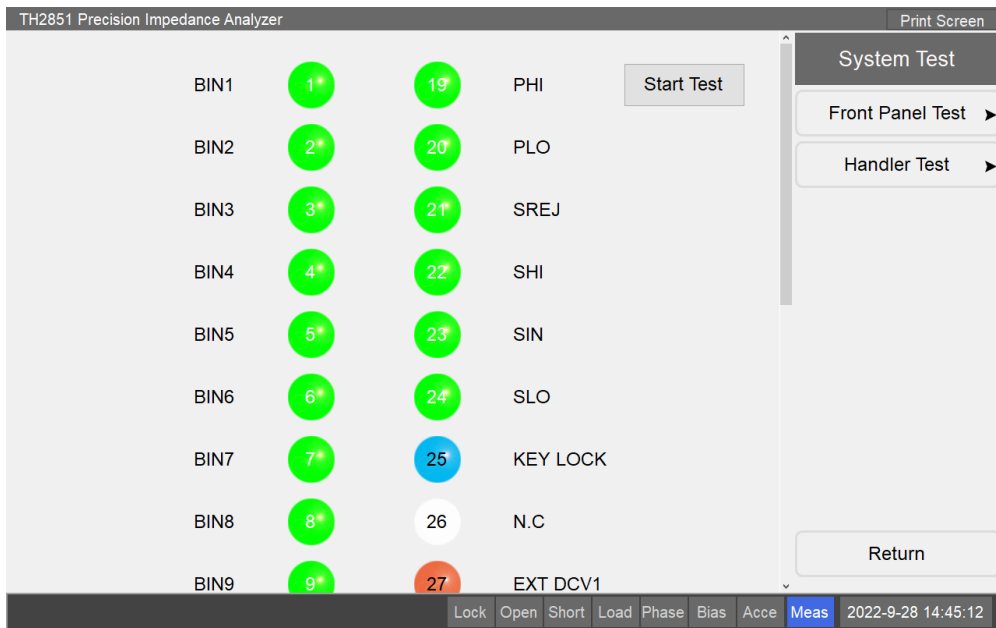 TH2851 Precision Impedance Analyzer Print Screen
System Test
BIN1 1 19 PHI Start Test
Front Panel Test
BIN2 2 20 PLO
Handler Test
BIN3 3 21 SREJ
BIN4 4 22 SHI
BIN5 5 23 SIN
BIN6 6 24 SLO
BIN7 7 25 KEY LOCK
BIN8 8 26 N.C
Return
BIN9 9 27 EXT DCV1
Lock Open Short Load Phase Bias Acce Meas 2022-9-28 14:45:12